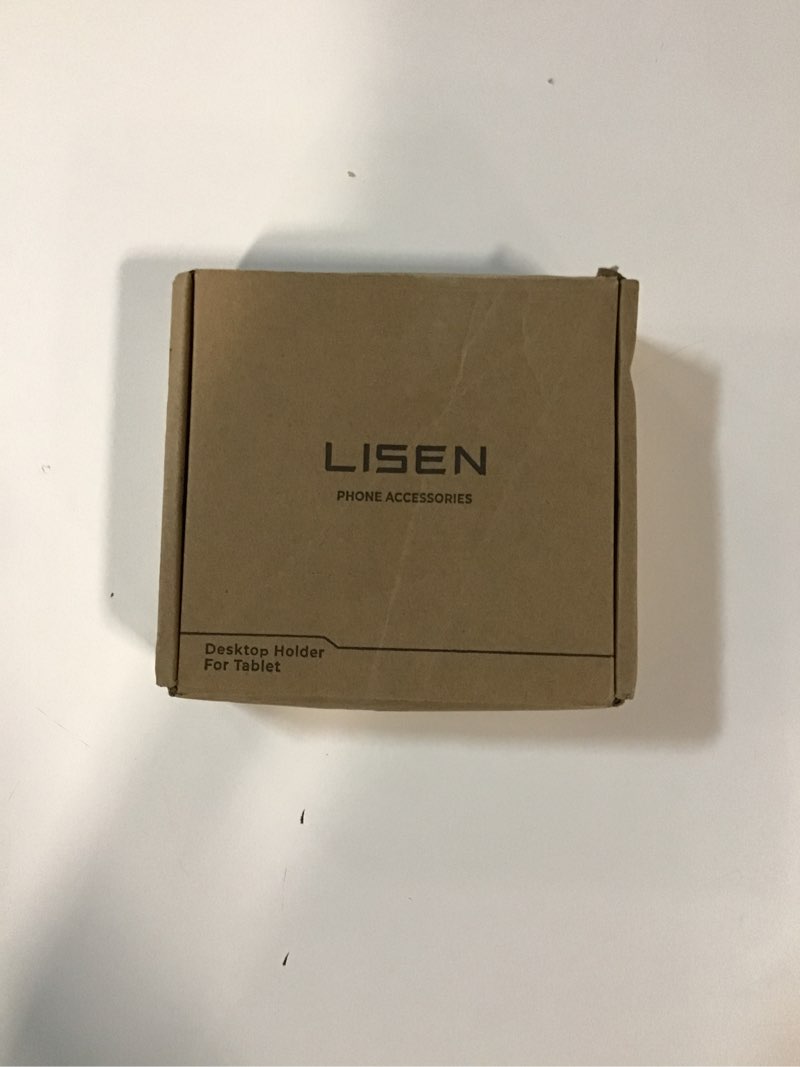 LISEN
PHONE ACCESSORIES
Desktop Holder
For Tablet